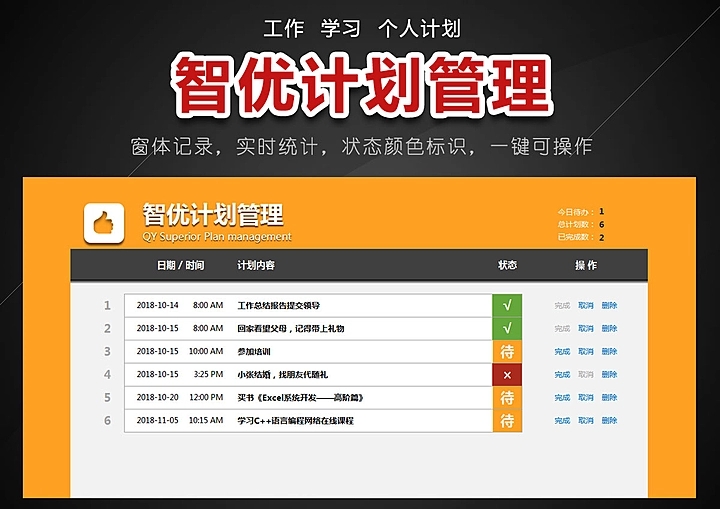 工作 学习 个人计划
智优计划管理
窗体记录，实时统计，状态颜色标识，一键可操作
智优计划管理
QY Superior Plan management
今日待办： 1
总计划数： 6
已完成数： 2
日期 / 时间 计划内容 状态 操 作
1 2018-10-14 8:00 AM 工作总结报告提交领导 √ 完成 取消 删除
2 2018-10-15 8:00 AM 回家看望父母，记得带上礼物 √ 完成 取消 删除
3 2018-10-15 10:00 AM 参加培训 待 完成 取消 删除
4 2018-10-15 3:25 PM 小张结婚，找朋友代随礼 × 完成 取消 删除
5 2018-10-20 12:00 PM 买书《Excel系统开发——高阶篇》 待 完成 取消 删除
6 2018-11-05 10:15 AM 学习C++语言编程网络在线课程 待 完成 取消 删除